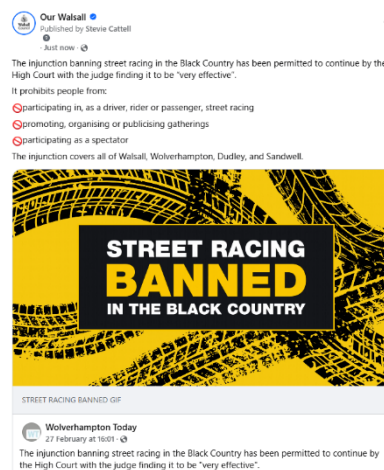 Our Walsall
Published by Stevie Cattell
· Just now ·
The injunction banning street racing in the Black Country has been permitted to continue by the
High Court with the judge finding it to be "very effective".
It prohibits people from:
🚫participating in, as a driver, rider or passenger, street racing
🚫promoting, organising or publicising gatherings
🚫participating as a spectator
The injunction covers all of Walsall, Wolverhampton, Dudley, and Sandwell.
STREET RACING
BANNED
IN THE BLACK COUNTRY
STREET RACING BANNED GIF
Wolverhampton Today
27 February at 16:01 ·
The injunction banning street racing in the Black Country has been permitted to continue by
the High Court with the judge finding it to be "very effective".